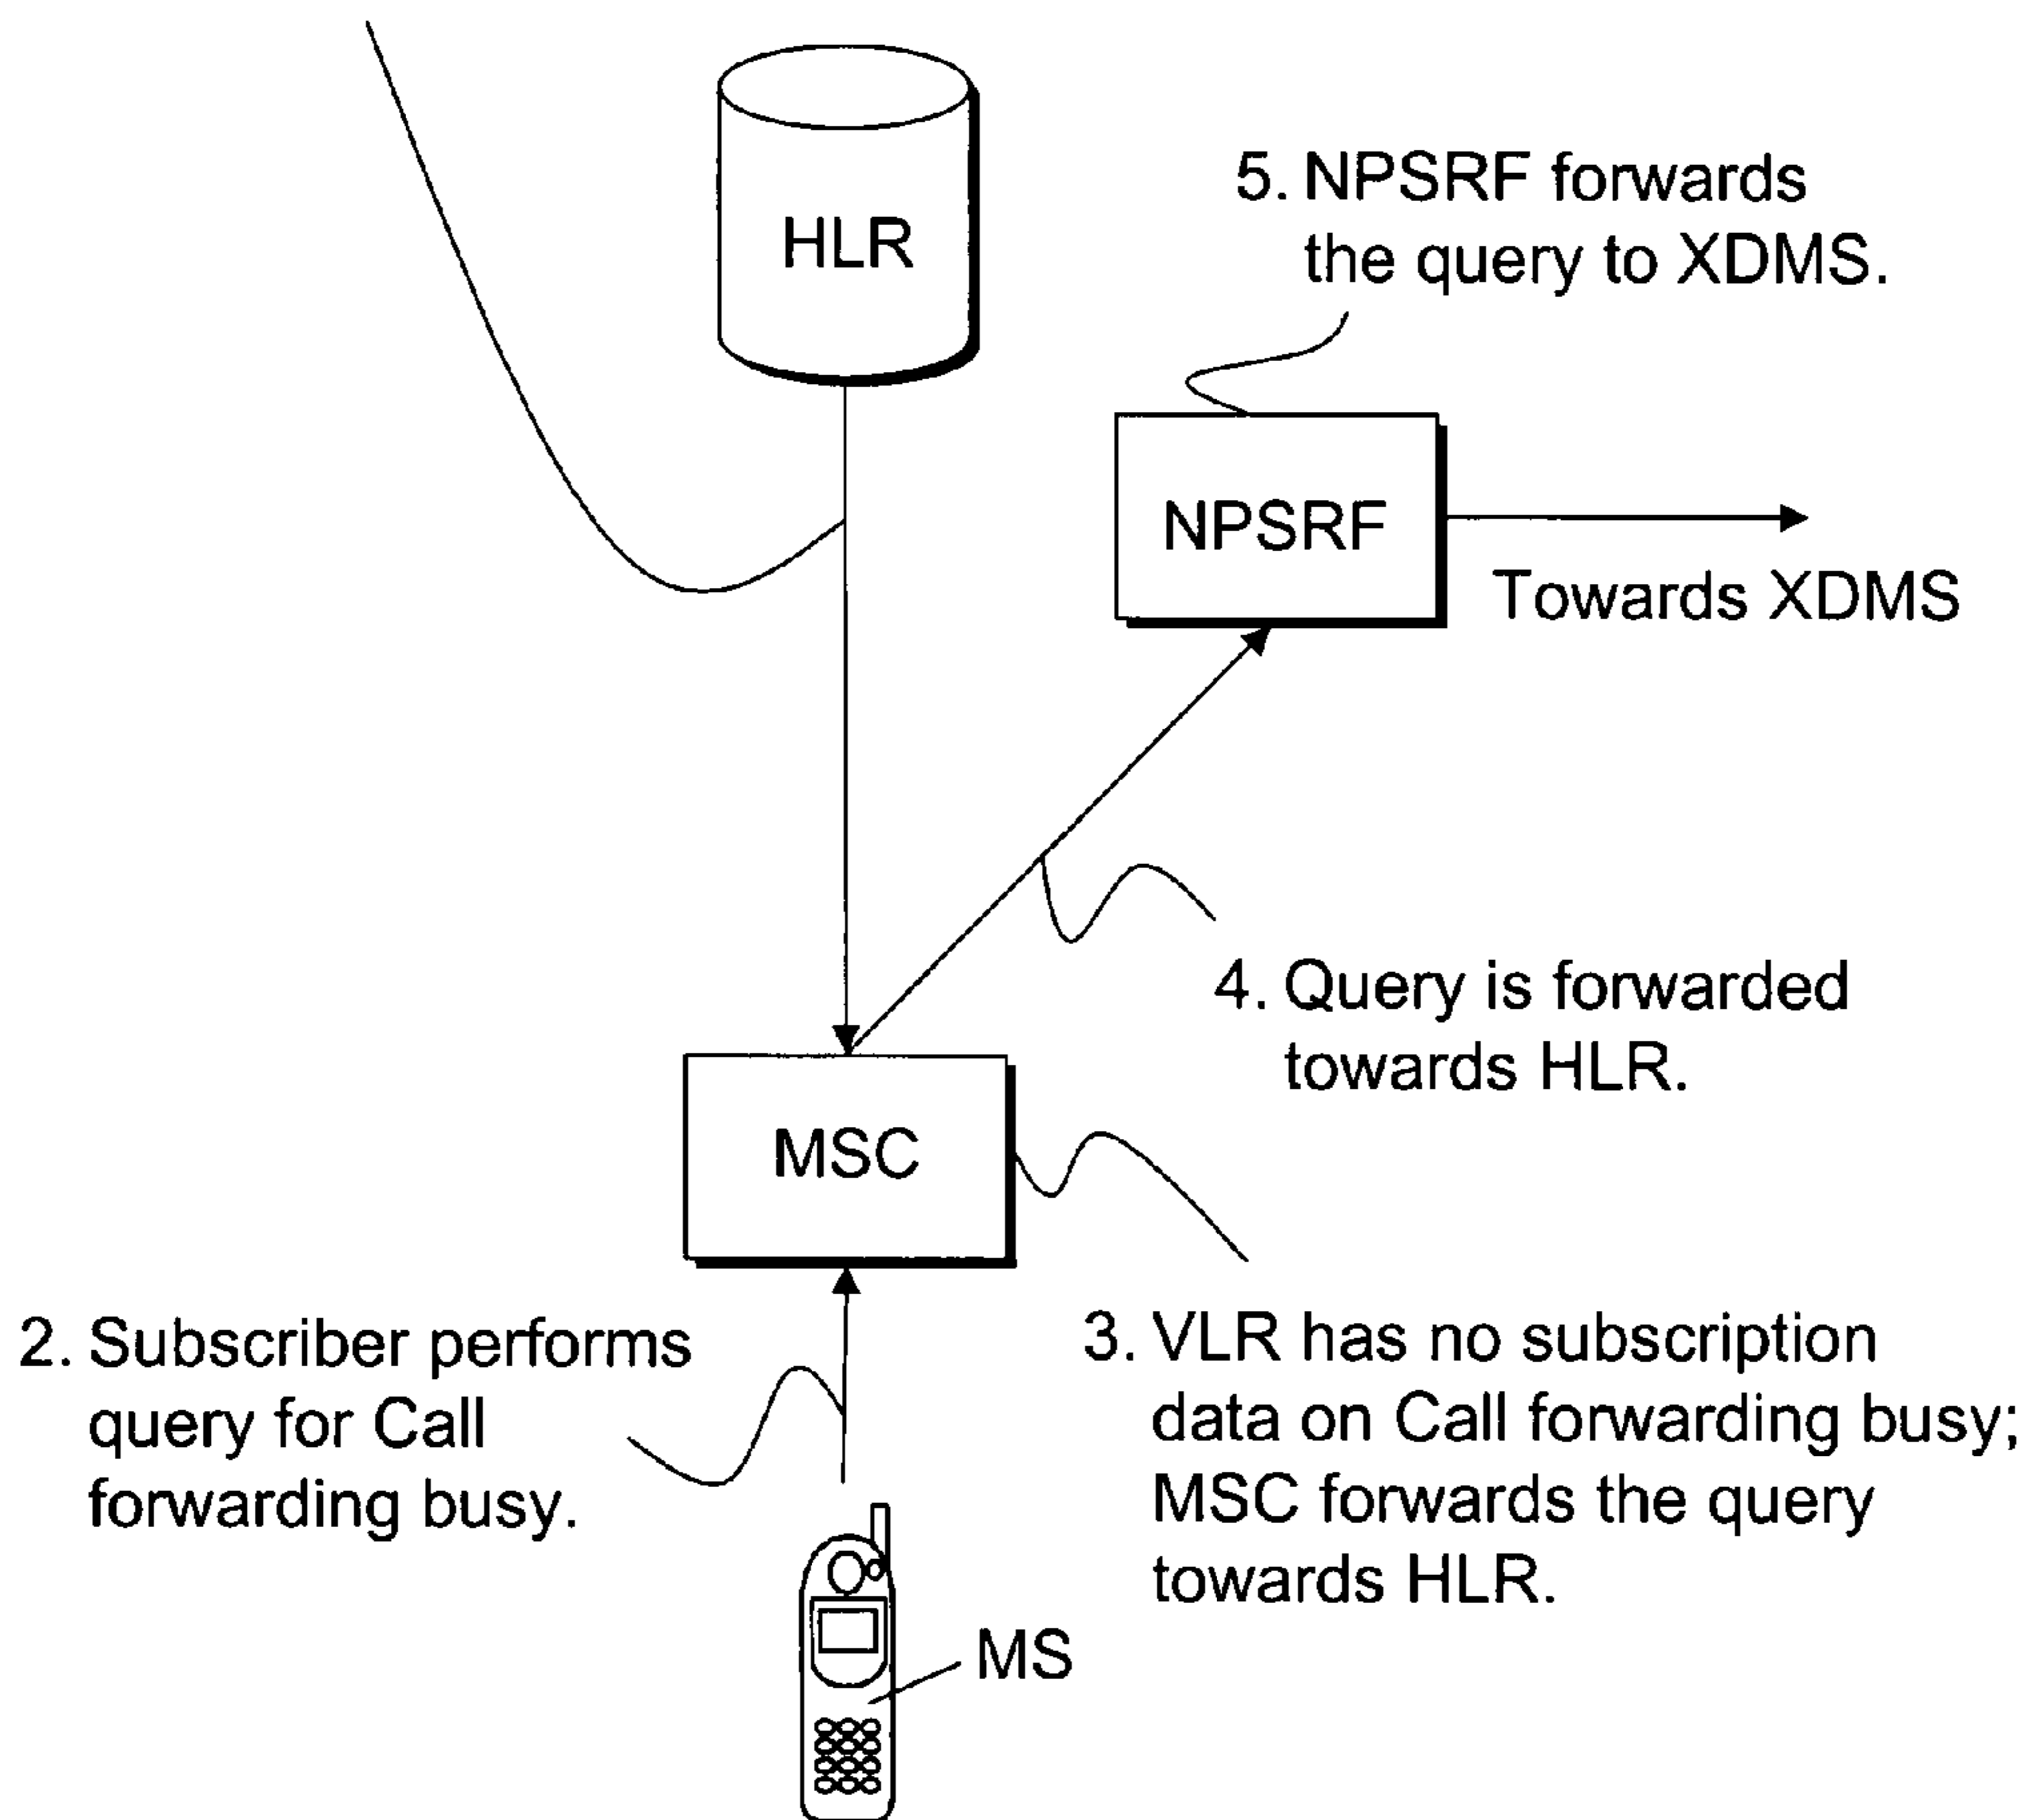 HLR
5. NPSRF forwards
the query to XDMS.
NPSRF
Towards XDMS
4. Query is forwarded
towards HLR.
MSC
2. Subscriber performs
query for Call
forwarding busy.
3. VLR has no subscription
data on Call forwarding busy;
MSC forwards the query
towards HLR.
MS